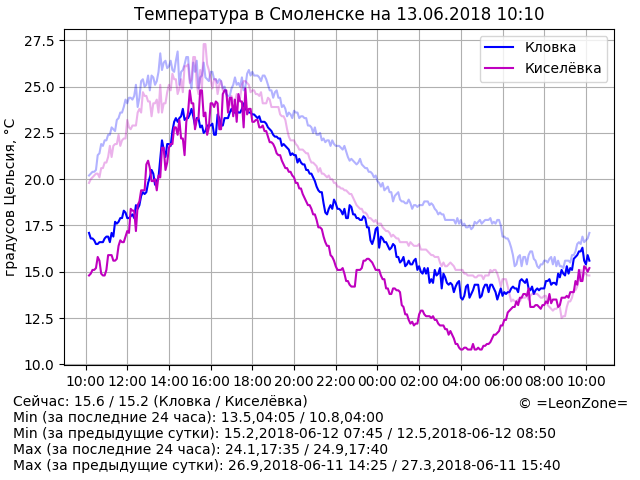 Температура в Смоленске на 13.06.2018 10:10
27.5
25.0
22.5
20.0
17.5
15.0
12.5
10.0
градусов Цельсия, °C
Кловка
Киселёвка
10:00 12:00 14:00 16:00 18:00 20:00 22:00 00:00 02:00 04:00 06:00 08:00 10:00
Сейчас: 15.6 / 15.2 (Кловка / Киселёвка)
© =LeonZone=
Min (за последние 24 часа): 13.5,04:05 / 10.8,04:00
Min (за предыдущие сутки): 15.2,2018-06-12 07:45 / 12.5,2018-06-12 08:50
Max (за последние 24 часа): 24.1,17:35 / 24.9,17:40
Max (за предыдущие сутки): 26.9,2018-06-11 14:25 / 27.3,2018-06-11 15:40